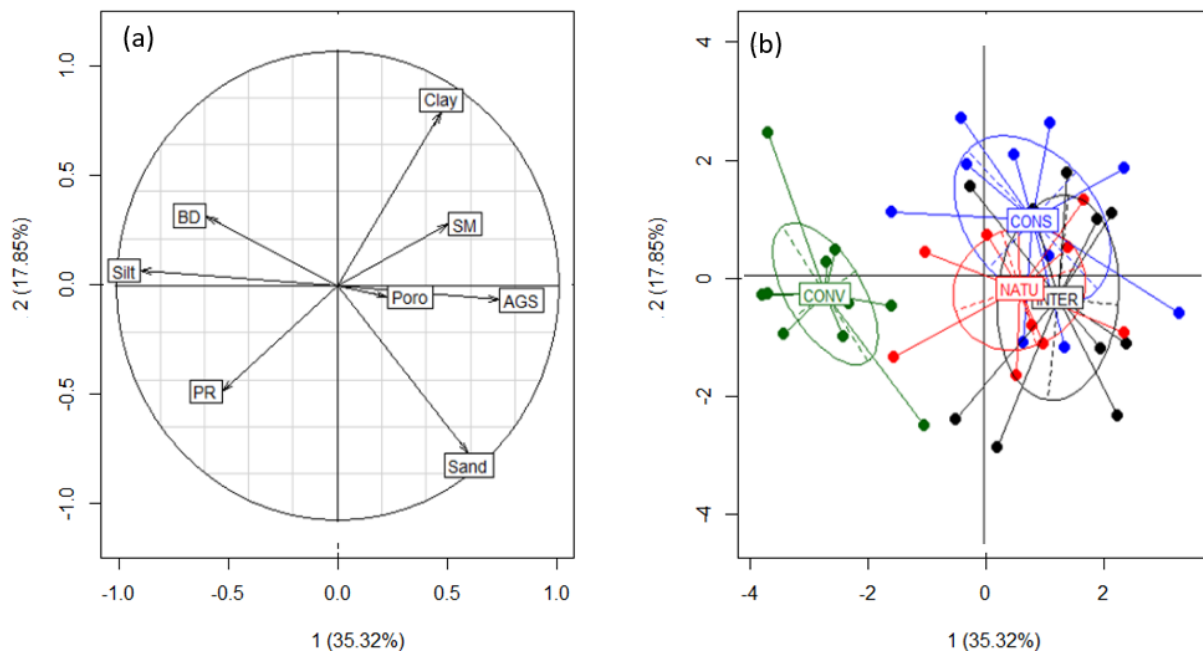 (a)
2 (17.85%)
1.0
0.5
0.0
-0.5
-1.0
Clay
BD
SM
Silt
Poro
AGS
PR
Sand
-1.0 -0.5 0.0 0.5 1.0
1 (35.32%)
(b)
2 (17.85%)
4
2
0
-2
-4
CONS
CONV
NATU
INTER
-4 -2 0 2
1 (35.32%)